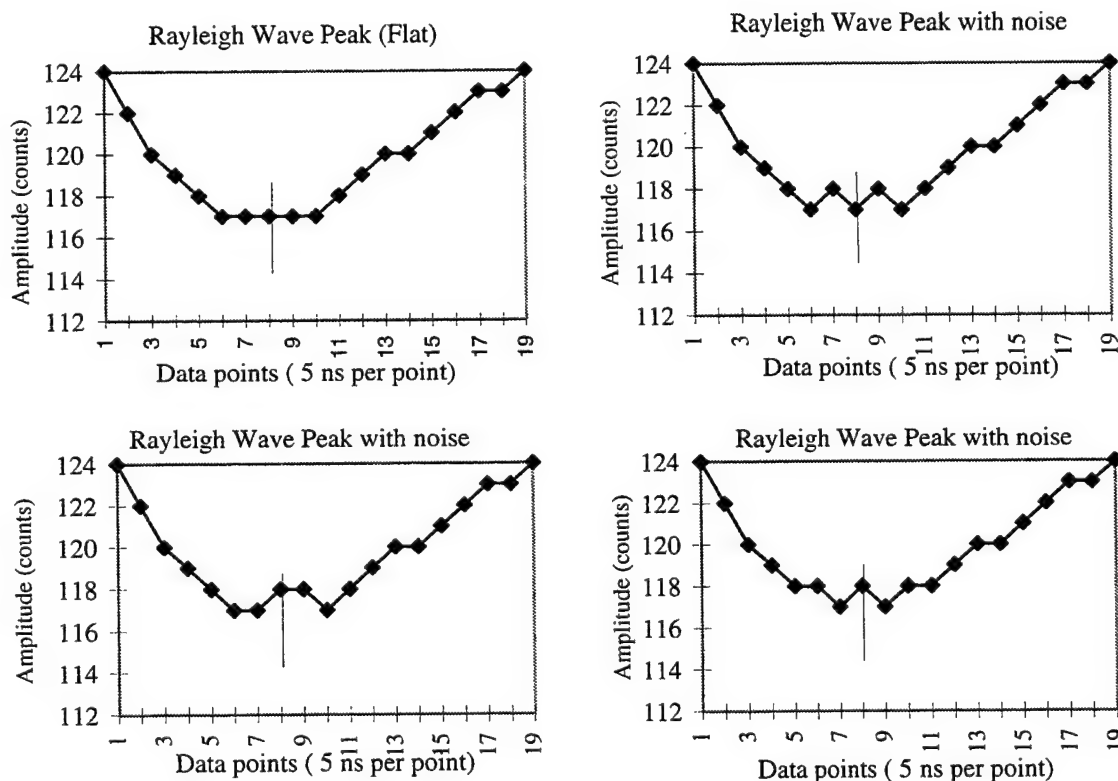 Rayleigh Wave Peak (Flat)
Amplitude (counts)
124
122
120
118
116
114
112
1 3 5 7 9 11 13 15 17 19
Data points ( 5 ns per point)
Rayleigh Wave Peak with noise
Amplitude (counts)
124
122
120
118
116
114
112
1 3 5 7 9 11 13 15 17 19
Data points ( 5 ns per point)
Rayleigh Wave Peak with noise
Amplitude (counts)
124
122
120
118
116
114
112
1 3 5 7 9 11 13 15 17 19
Data points ( 5 ns per point)
Rayleigh Wave Peak with noise
Amplitude (counts)
124
122
120
118
116
114
112
1 3 5 7 9 11 13 15 17 19
Data points ( 5 ns per point)